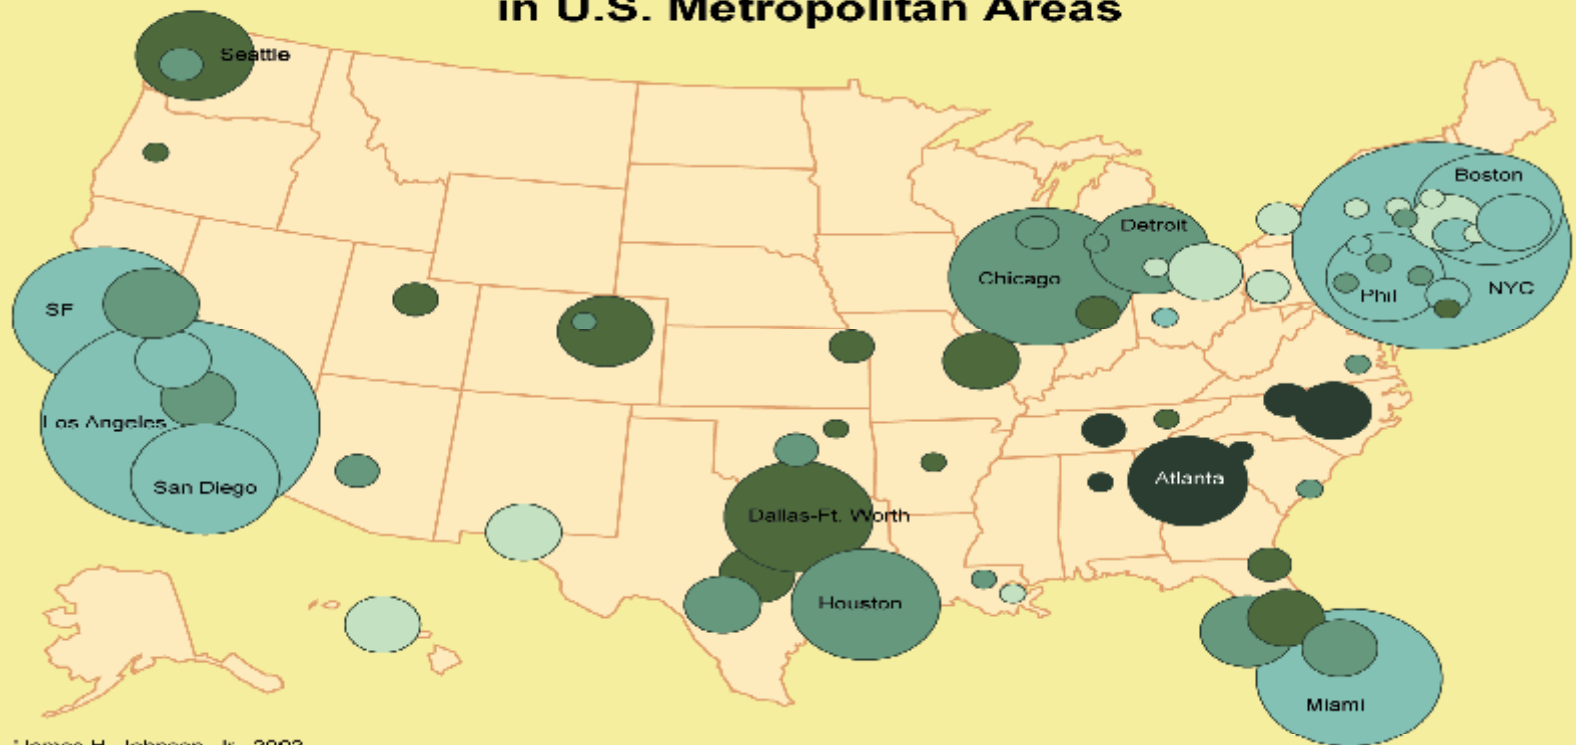 in U.S. Metropolitan Areas
Seattle
Boston
Detroit
Chicago
NYC
Phil
SF
Los Angeles
San Diego
Atlanta
Dallas-Ft. Worth
Houston
Miami